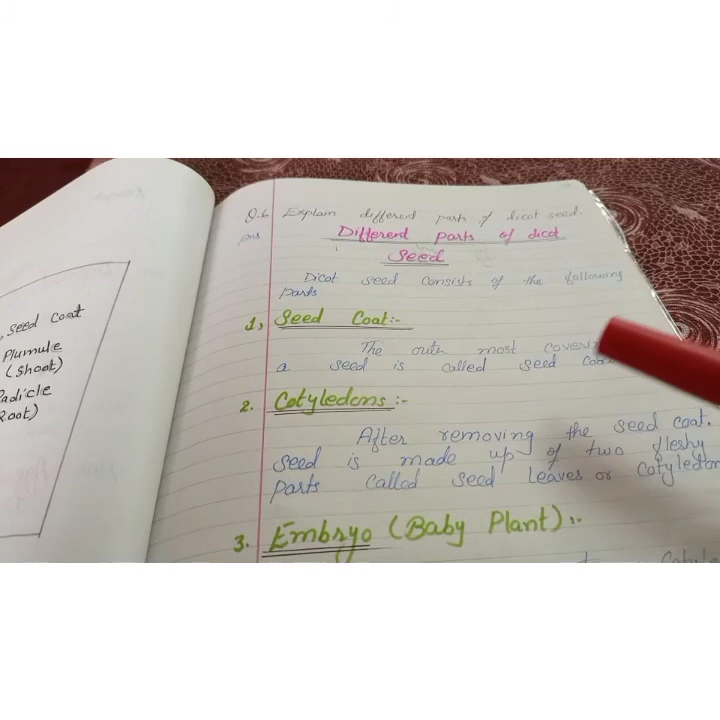 , Seed Coat
Plumule
(Shoot)
Radicle
Root)
Q.6 Explain different parts of dicot seed.
Ans Different parts of dicot
Seed
Dicot seed consists of the following
Parts
1, Seed Coat:-
The outer most
a seed is called seed
2. Cotyledons :-
After removing the seed coat.
seed is made up of two fleshy
parts called seed leaves or Cotyledon
3. Embryo (Baby Plant):-